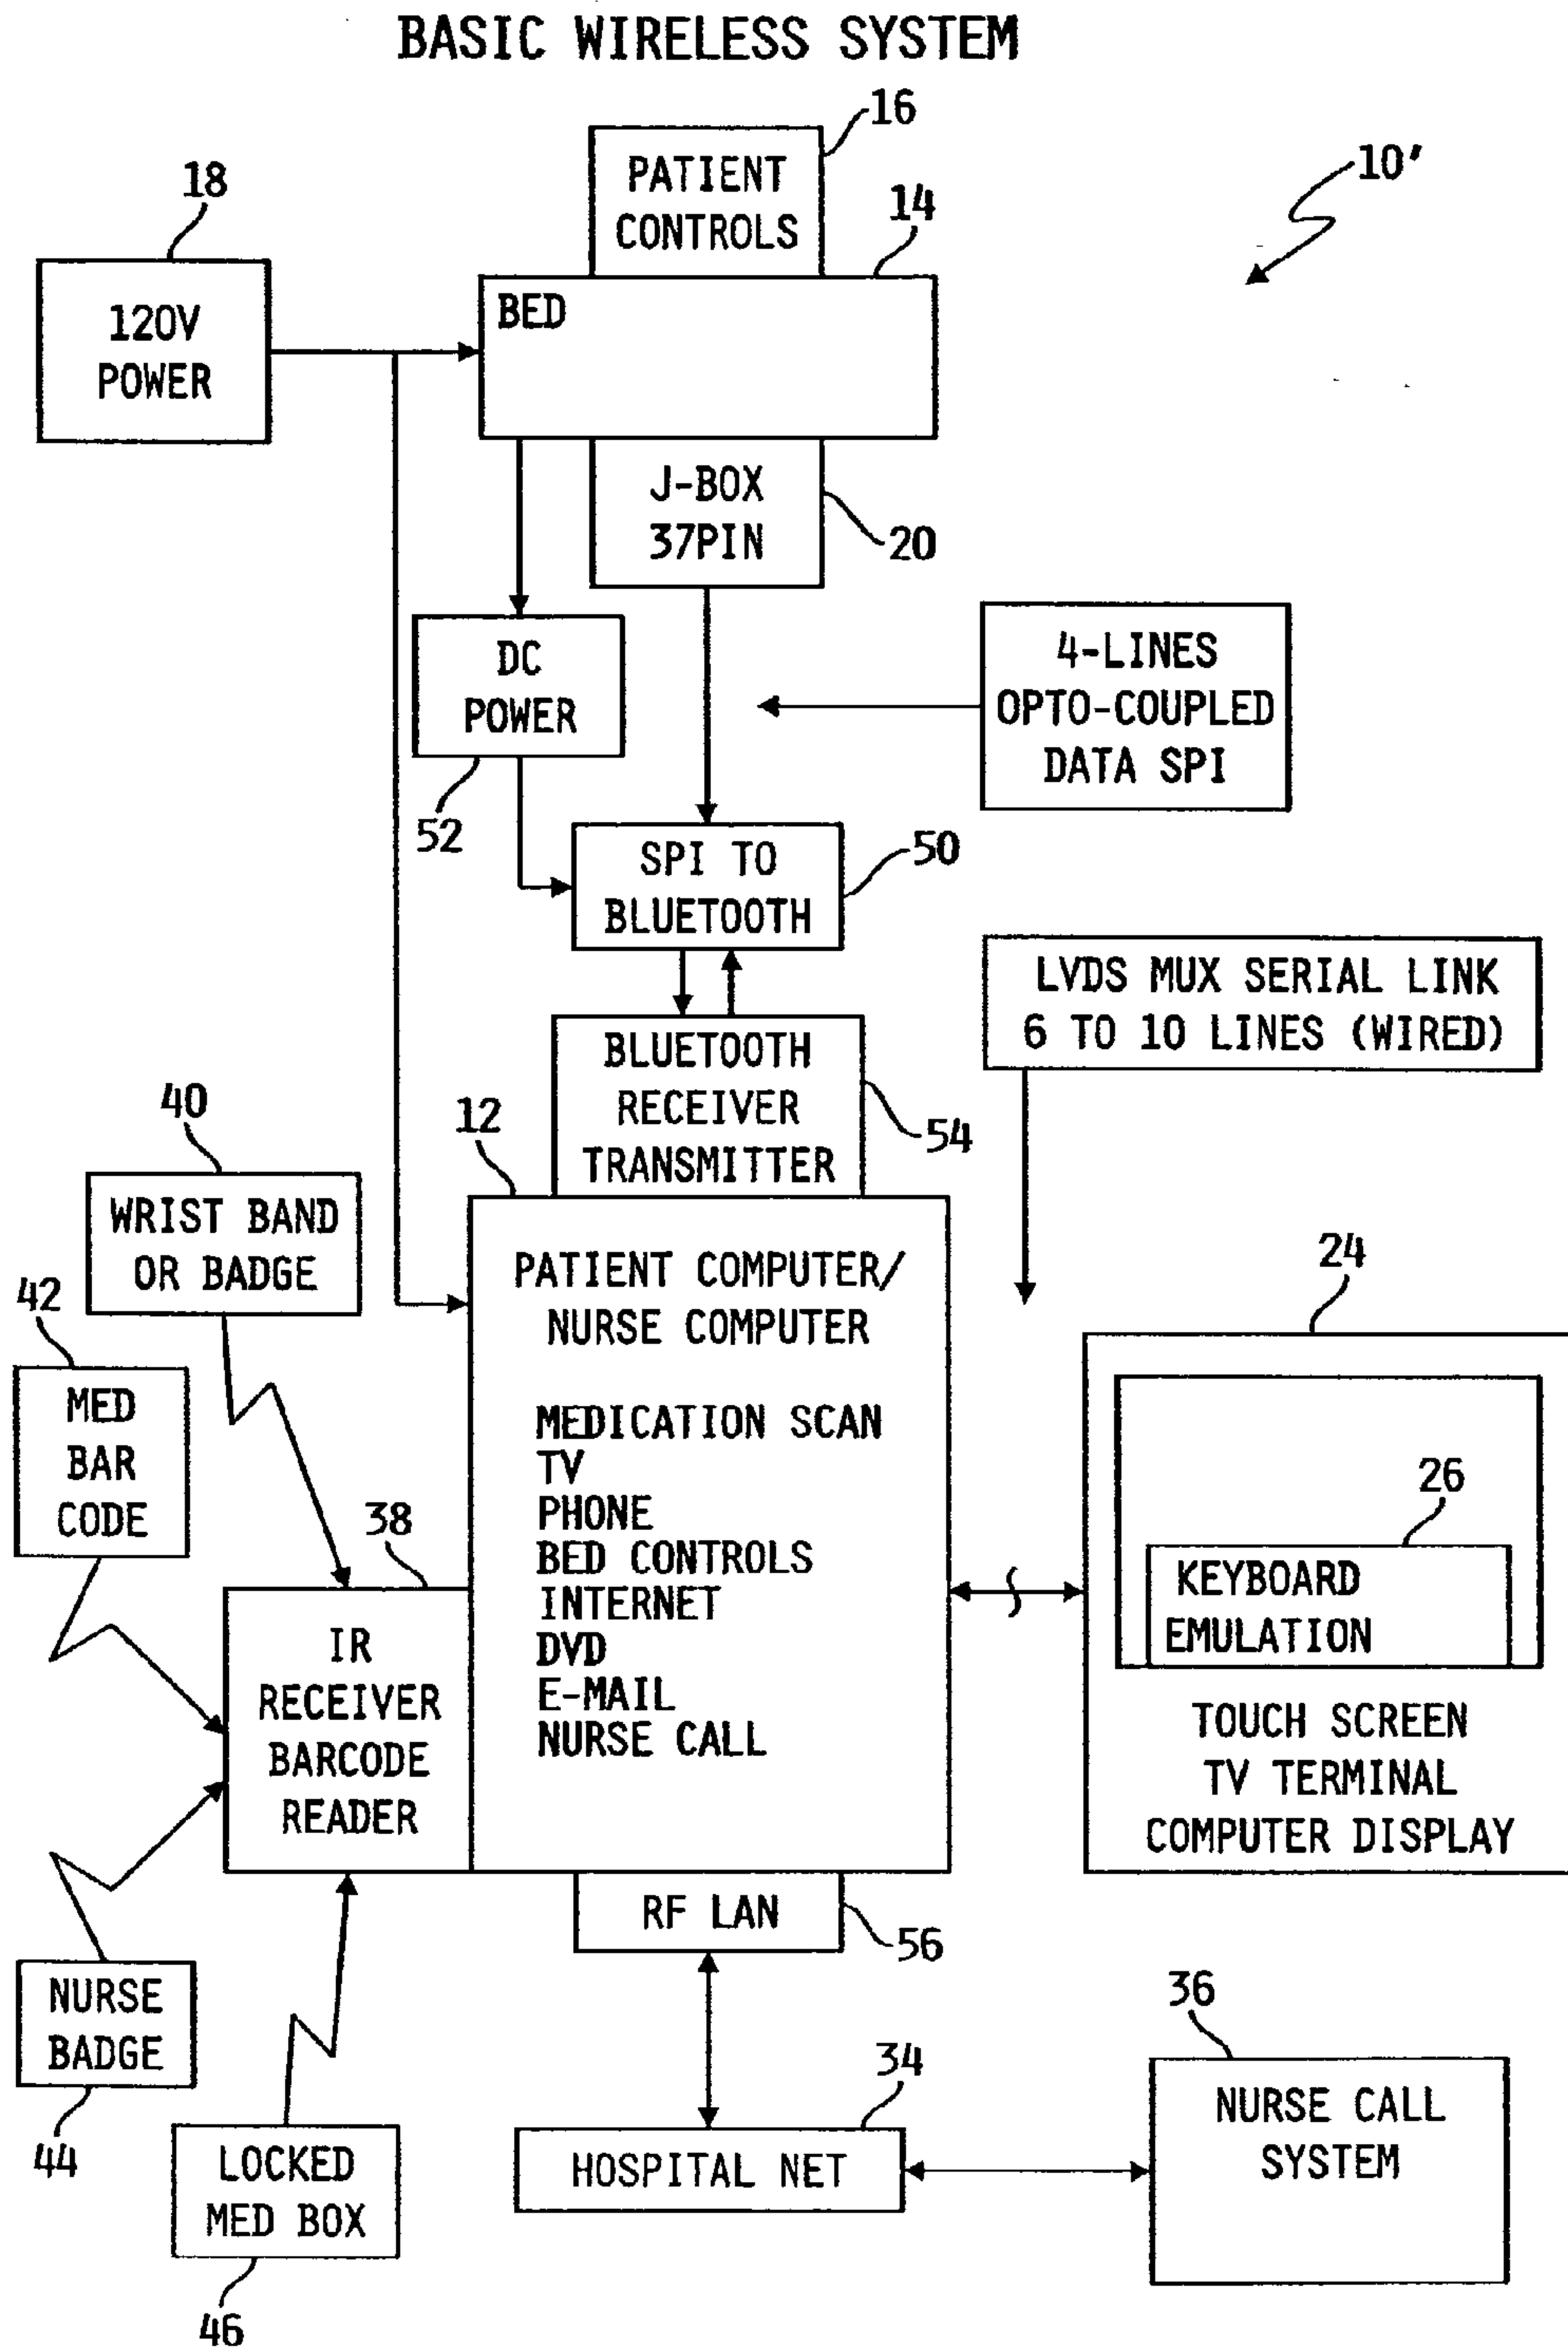 BASIC WIRELESS SYSTEM
16
10'
18
PATIENT
CONTROLS
14
120V
POWER
BED
J-BOX
37PIN
20
DC
POWER
52
4-LINES
OPTO-COUPLED
DATA SPI
SPI TO
BLUETOOTH
50
LVDS MUX SERIAL LINK
6 TO 10 LINES (WIRED)
BLUETOOTH
RECEIVER
TRANSMITTER
54
12
40
WRIST BAND
OR BADGE
42
MED
BAR
CODE
PATIENT COMPUTER/
NURSE COMPUTER
MEDICATION SCAN
TV
PHONE
BED CONTROLS
INTERNET
DVD
E-MAIL
NURSE CALL
24
26
KEYBOARD
EMULATION
TOUCH SCREEN
TV TERMINAL
COMPUTER DISPLAY
38
IR
RECEIVER
BARCODE
READER
RF LAN
56
NURSE
BADGE
44
LOCKED
MED BOX
46
34
HOSPITAL NET
36
NURSE CALL
SYSTEM